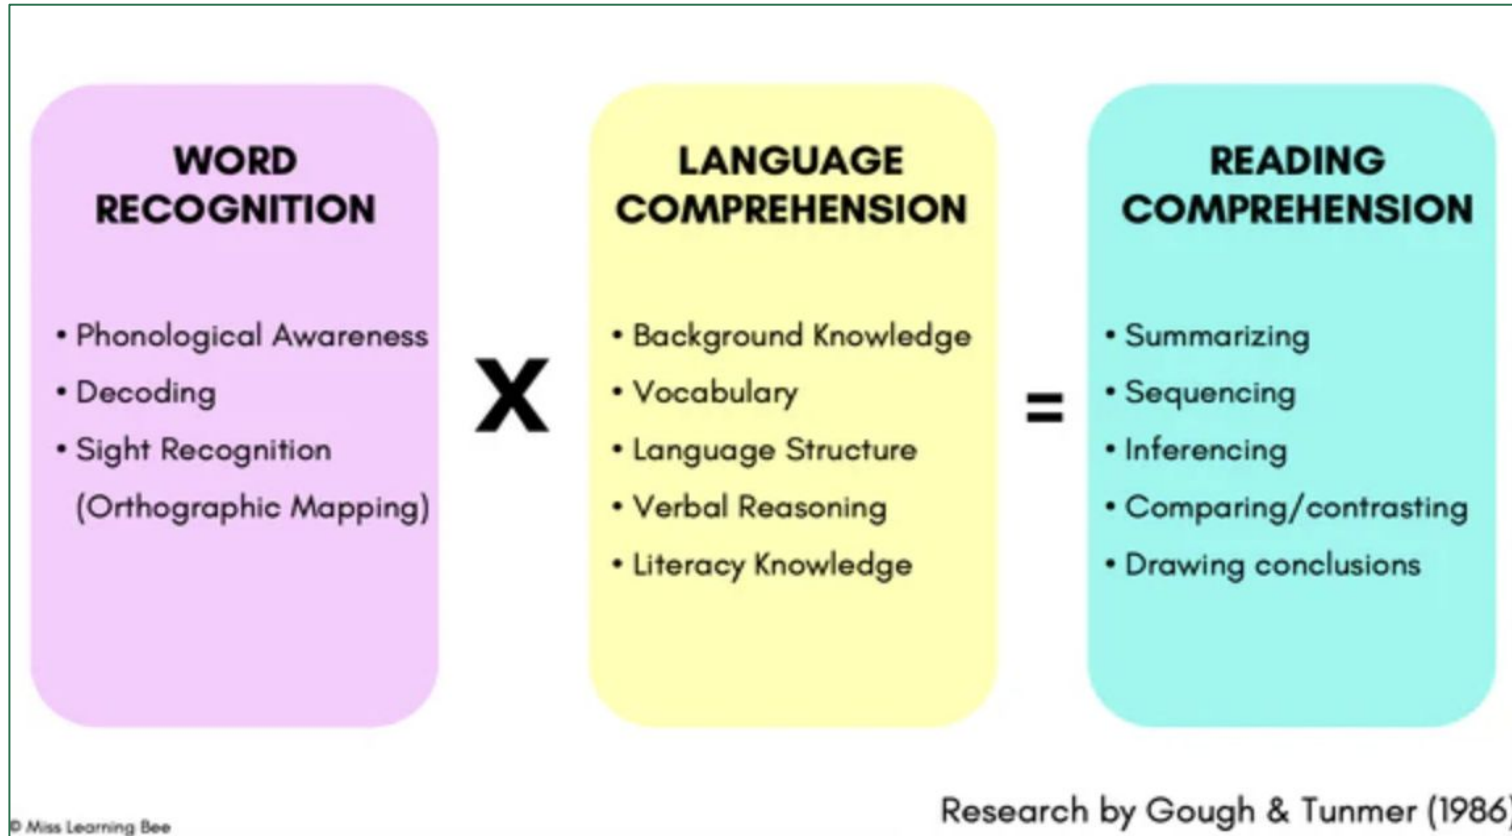 WORD
RECOGNITION
• Phonological Awareness
• Decoding
• Sight Recognition
(Orthographic Mapping)
X
LANGUAGE
COMPREHENSION
• Background Knowledge
• Vocabulary
• Language Structure
• Verbal Reasoning
• Literacy Knowledge
=
READING
COMPREHENSION
• Summarizing
• Sequencing
• Inferencing
• Comparing/contrasting
• Drawing conclusions
Research by Gough & Tunmer (1986)
© Miss Learning Bee